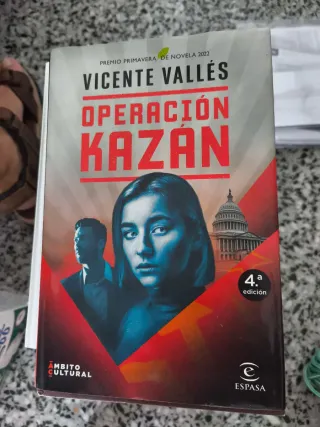 PREMIO PRIMAVERA DE NOVELA 2022
VICENTE VALLÉS
OPERACIÓN
KAZÁN
4.ª
edición
ÁMBITO
CULTURAL
e
ESPASA